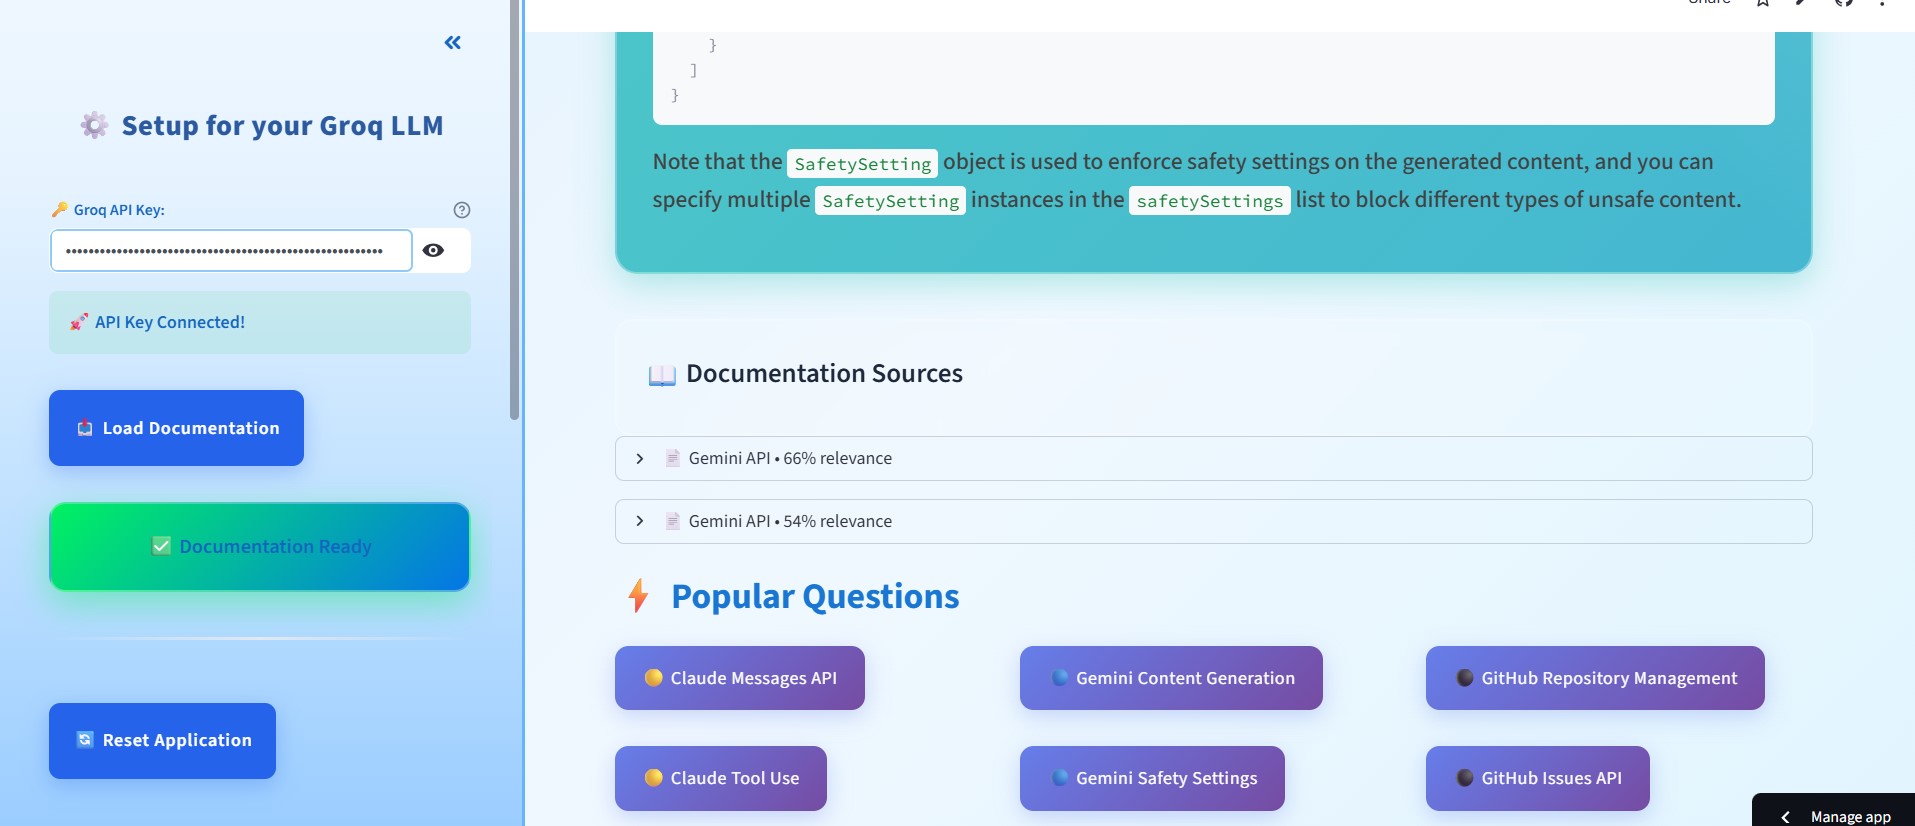 Setup for your Groq LLM
Groq API Key:
••••••••••••••••••••••••••••••••••••••••••••••••••••••••
API Key Connected!
Load Documentation
Documentation Ready
Reset Application
Share
}
]
}
Note that the SafetySetting object is used to enforce safety settings on the generated content, and you can
specify multiple SafetySetting instances in the safetySettings list to block different types of unsafe content.
Documentation Sources
Gemini API • 66% relevance
Gemini API • 54% relevance
Popular Questions
Claude Messages API
Gemini Content Generation
GitHub Repository Management
Claude Tool Use
Gemini Safety Settings
GitHub Issues API
Manage app